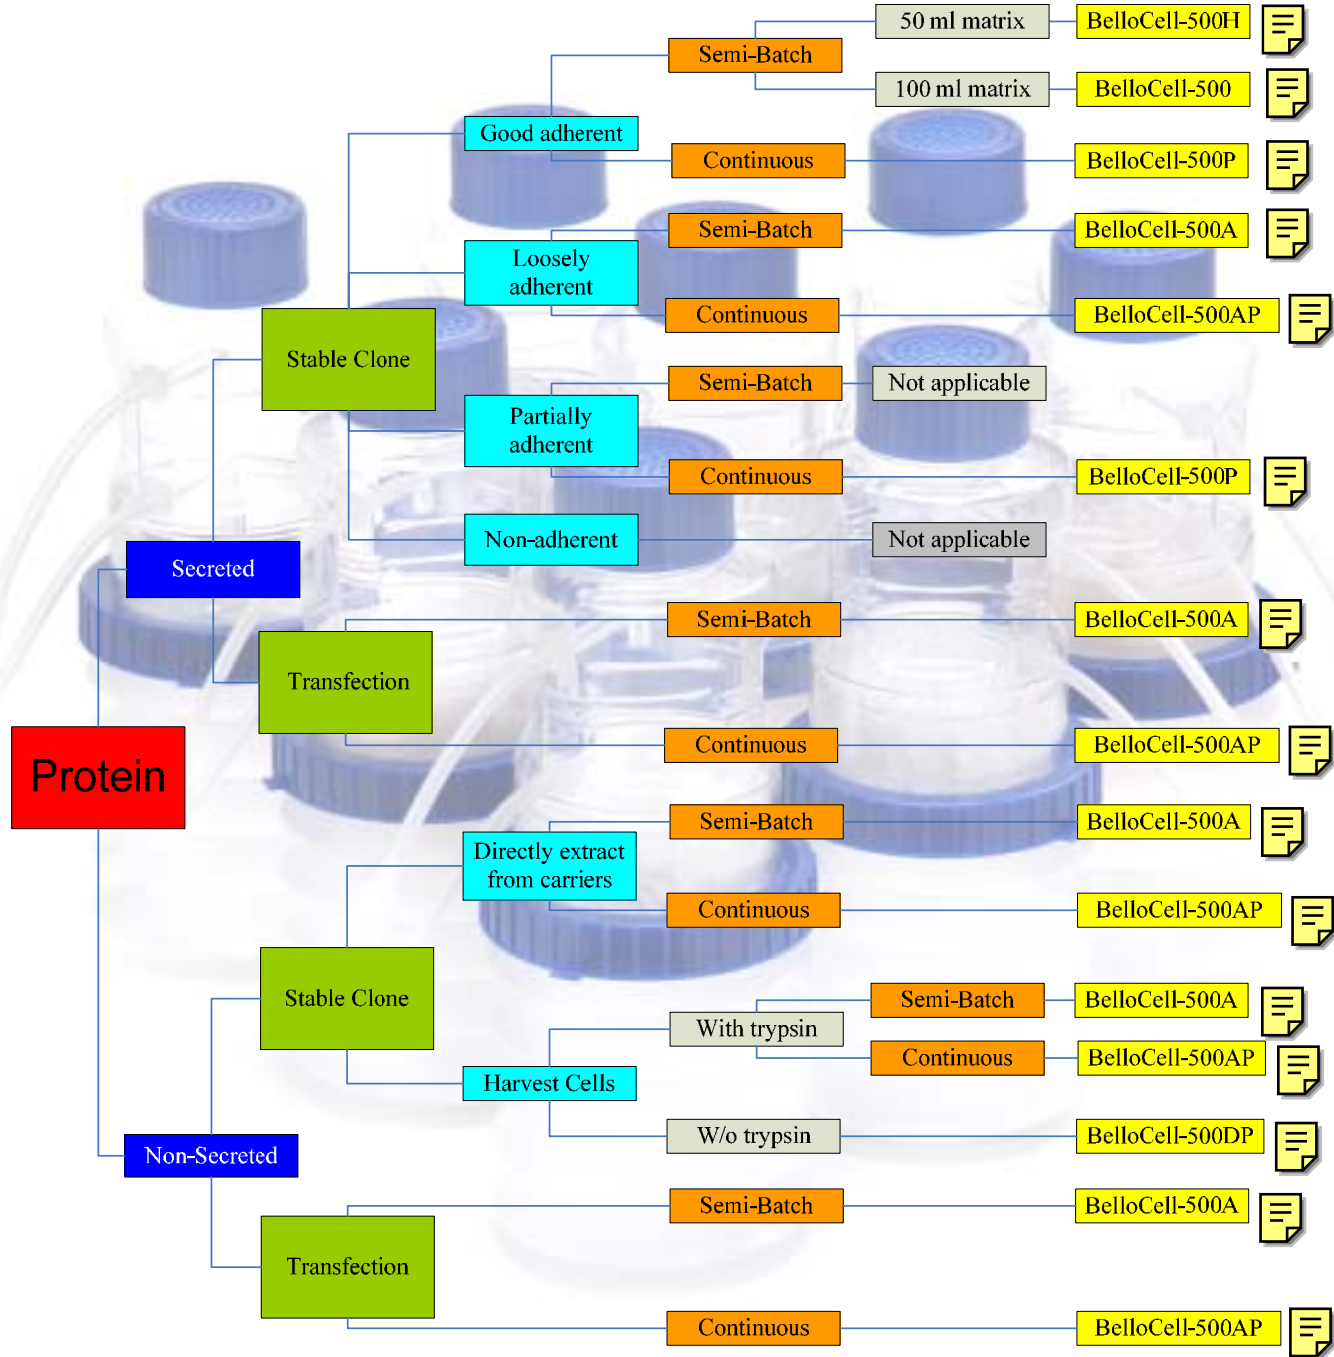 50 ml matrix
BelloCell-500H
Semi-Batch
100 ml matrix
BelloCell-500
Good adherent
Continuous
BelloCell-500P
Semi-Batch
BelloCell-500A
Loosely
adherent
Continuous
BelloCell-500AP
Stable Clone
Semi-Batch
Not applicable
Partially
adherent
Continuous
BelloCell-500P
Non-adherent
Not applicable
Secreted
Semi-Batch
BelloCell-500A
Transfection
Continuous
BelloCell-500AP
Protein
Semi-Batch
BelloCell-500A
Directly extract
from carriers
Continuous
BelloCell-500AP
Stable Clone
Semi-Batch
BelloCell-500A
With trypsin
Continuous
BelloCell-500AP
Harvest Cells
W/o trypsin
BelloCell-500DP
Non-Secreted
Semi-Batch
BelloCell-500A
Transfection
Continuous
BelloCell-500AP